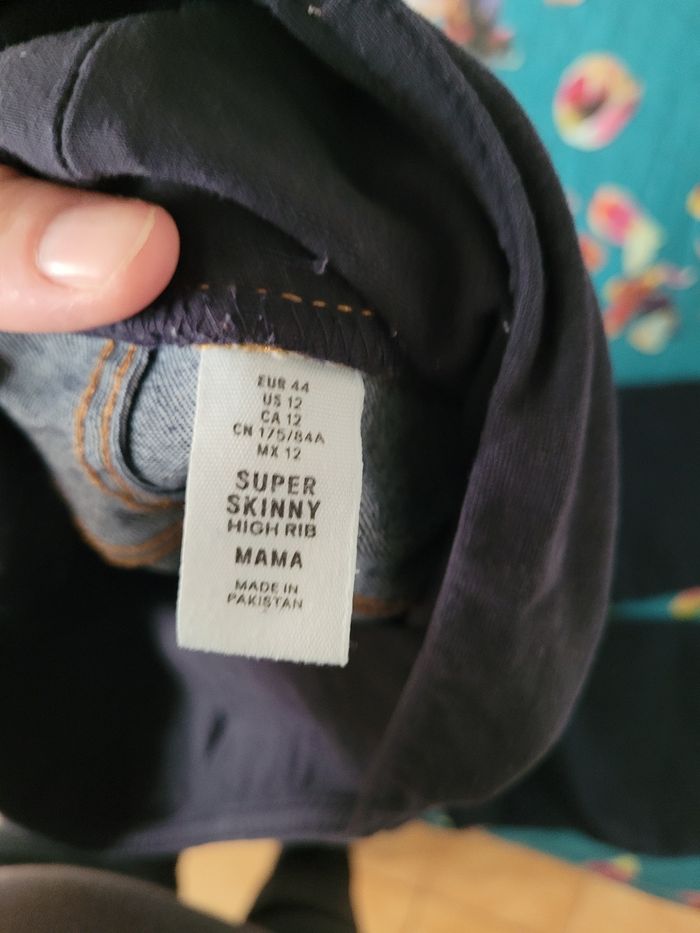 EUR 44
US 12
CA 12
CN 175/84A
MX 12
SUPER
SKINNY
HIGH RIB
MAMA
MADE IN
PAKISTAN